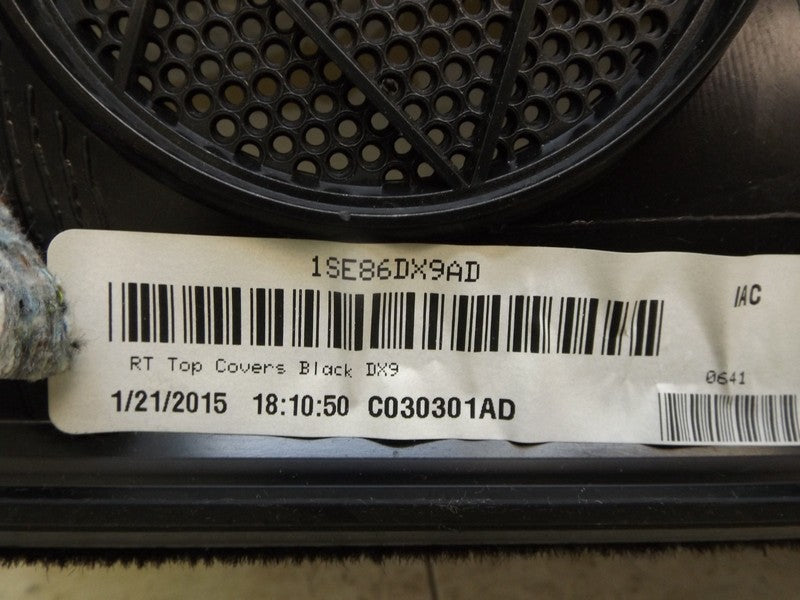 1SE86DX9AD
IAC
RT Top Covers Black DX9
0641
1/21/2015 18:10:50 C030301AD